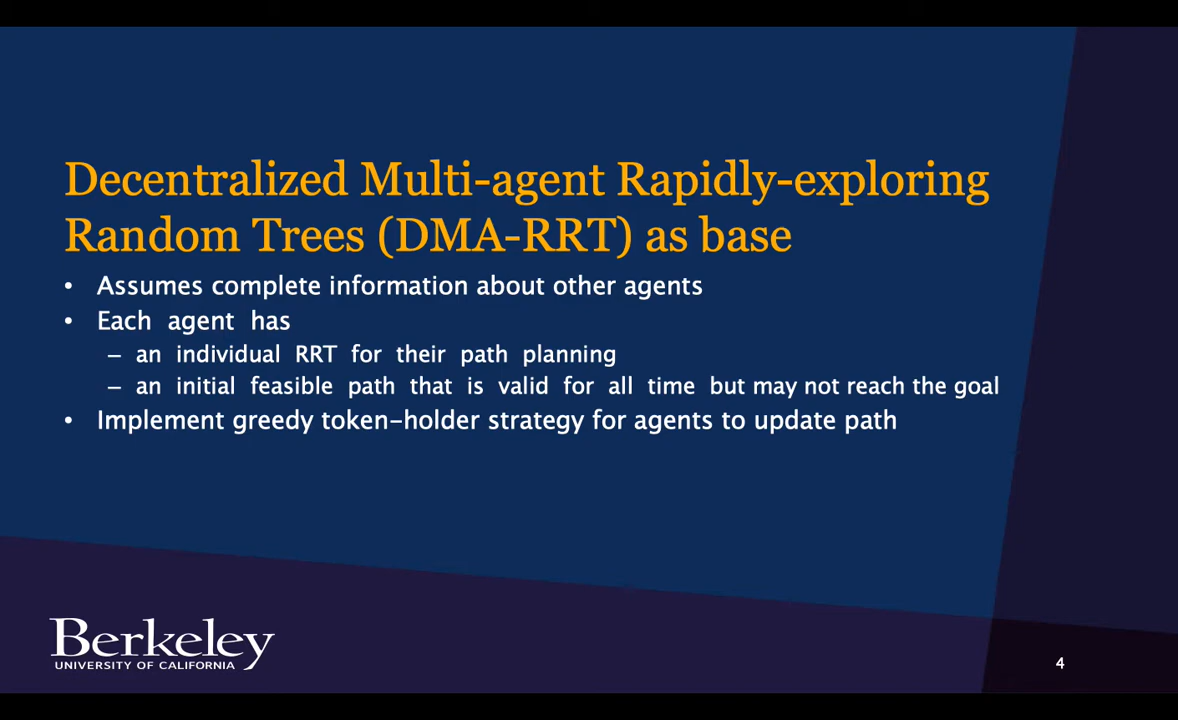 Decentralized Multi-agent Rapidly-exploring
Random Trees (DMA-RRT) as base
• Assumes complete information about other agents
• Each agent has
– an individual RRT for their path planning
– an initial feasible path that is valid for all time but may not reach the goal
• Implement greedy token-holder strategy for agents to update path
Berkeley
UNIVERSITY OF CALIFORNIA
4